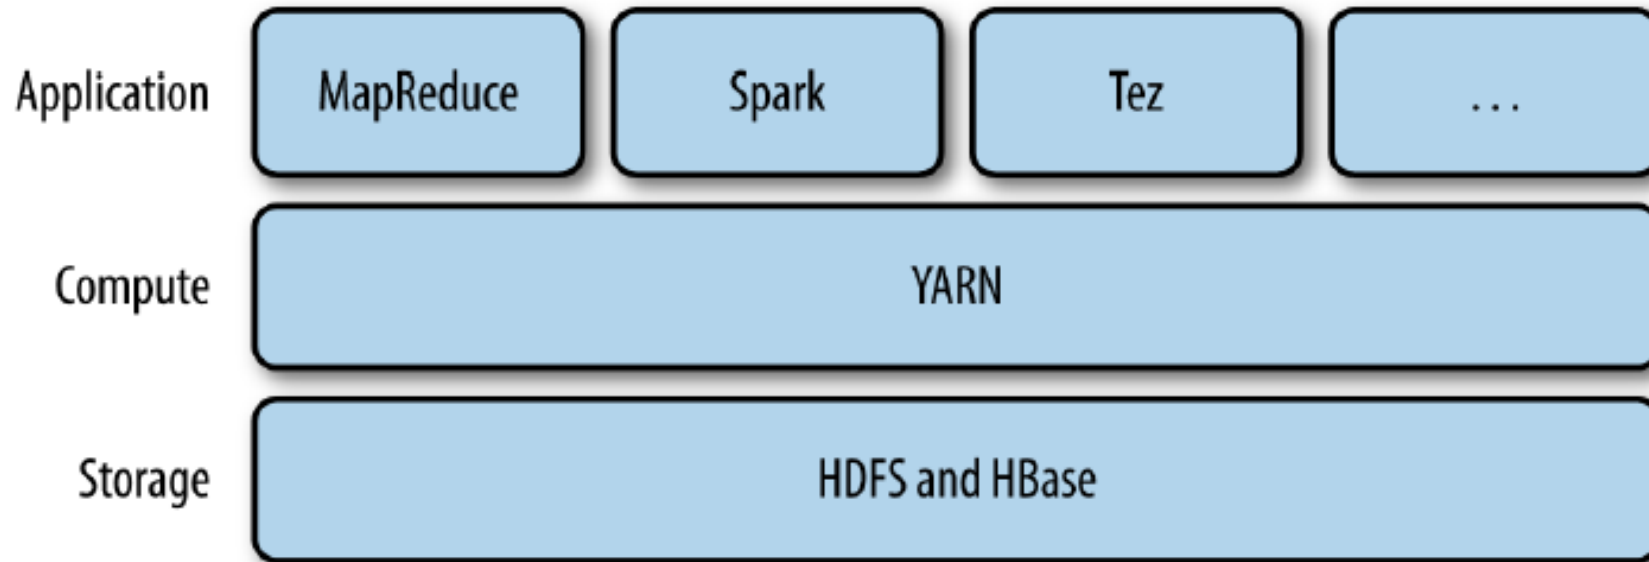 Application MapReduce Spark Tez ...
Compute YARN
Storage HDFS and HBase